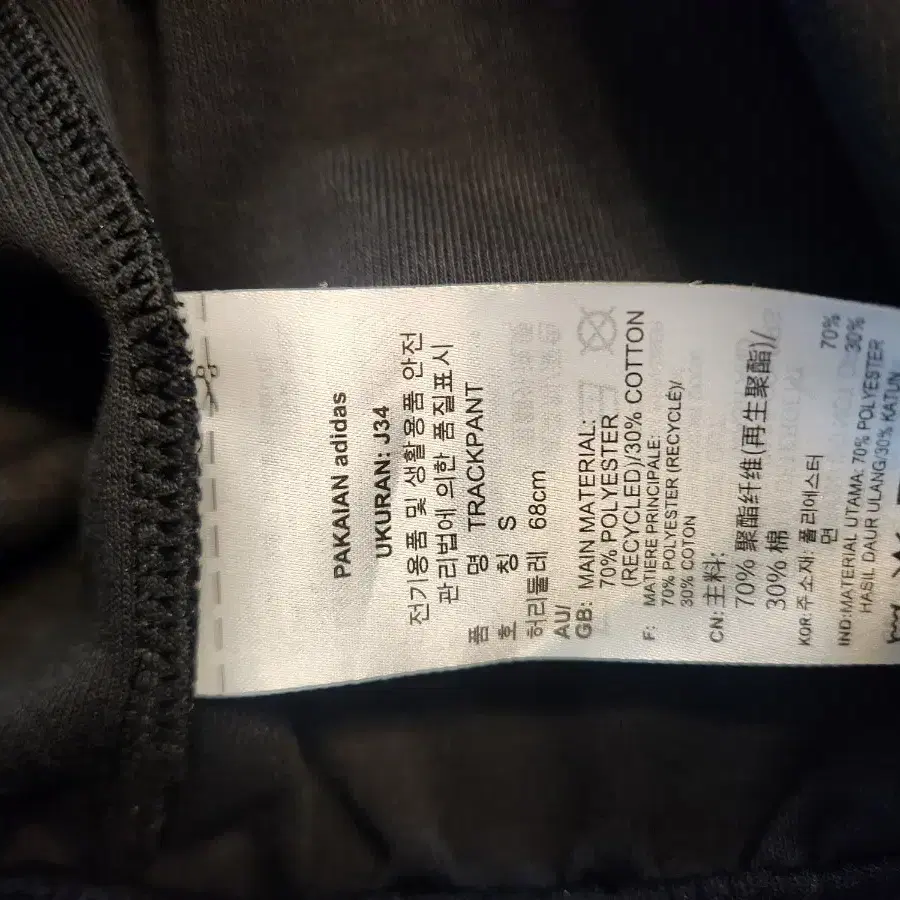 PAKAIAN adidas
UKURAN: J34
전기용품 및 생활용품 안전
관리법에 의한 품질표시
품 명 TRACKPANT
호 칭 S
허리둘레 68cm
AU/
GB: MAIN MATERIAL:
70% POLYESTER
(RECYCLED)/30% COTTON
F: MATIERE PRINCIPALE:
70% POLYESTER (RECYCLÉ)/
30% COTON
CN: 主料:
70% 聚酯纤维(再生聚酯)/
30% 棉
KOR: 주소재: 폴리에스터 70%
면 30%
IND:MATERIAL UTAMA: 70% POLYESTER
HASIL DAUR ULANG/30% KATUN